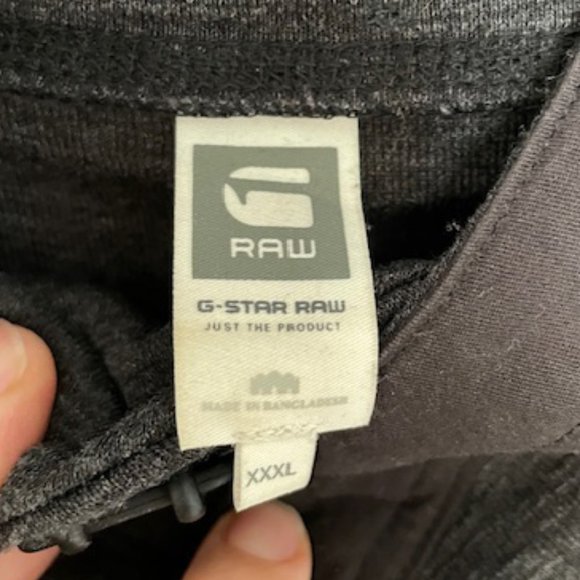 RAW
G-STAR RAW
JUST THE PRODUCT
MADE IN BANGLADESH
XXXL